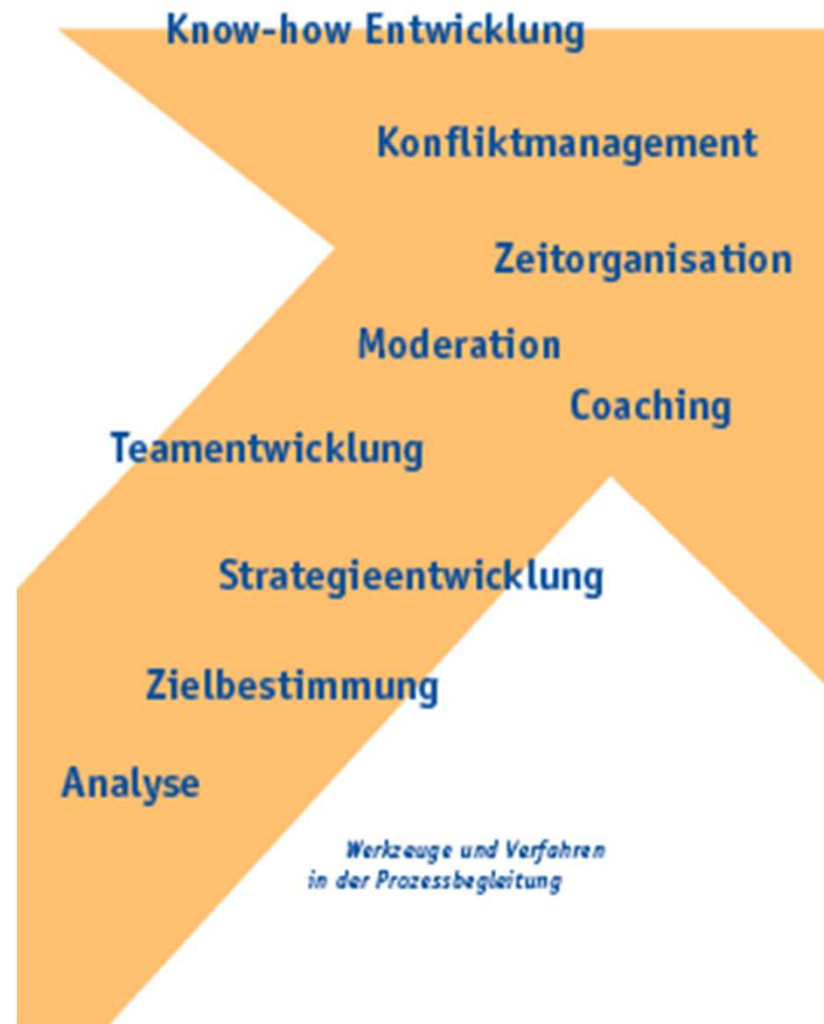 Know-how Entwicklung
Konfliktmanagement
Zeitorganisation
Moderation
Coaching
Teamentwicklung
Strategieentwicklung
Zielbestimmung
Analyse
Werkzeuge und Verfahren
in der Prozessbegleitung